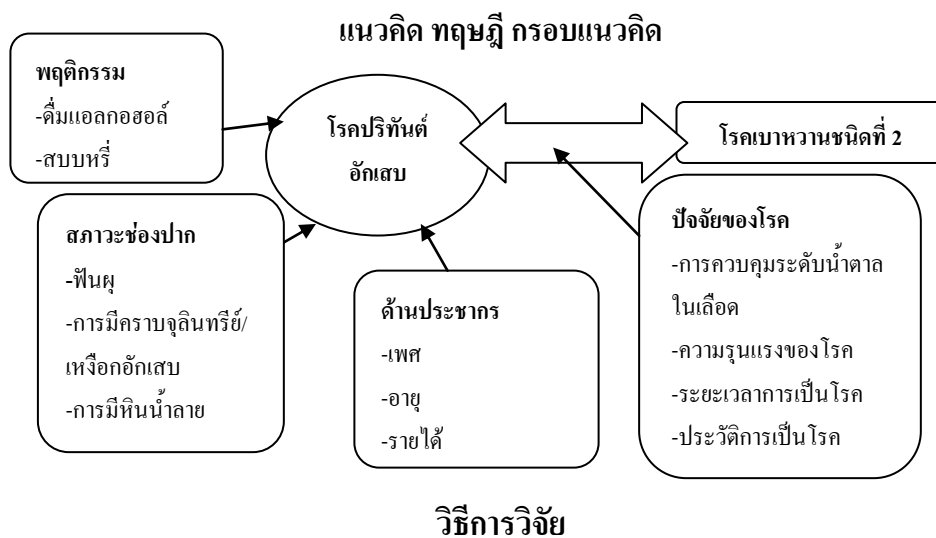 แนวคิด ทฤษฎี กรอบแนวคิด
พฤติกรรม
-ดื่มแอลกอฮอล์
-สบบหรี่
โรคปริทันต์
อักเสบ
โรคเบาหวานชนิดที่ 2
สภาวะช่องปาก
-ฟันผุ
-การมีคราบจุลินทรีย์/
เหงือกอักเสบ
-การมีหินน้ำลาย
ด้านประชากร
-เพศ
-อายุ
-รายได้
ปัจจัยของโรค
-การควบคุมระดับน้ำตาล
ในเลือด
-ความรุนแรงของโรค
-ระยะเวลาการเป็นโรค
-ประวัติการเป็นโรค
วิธีการวิจัย